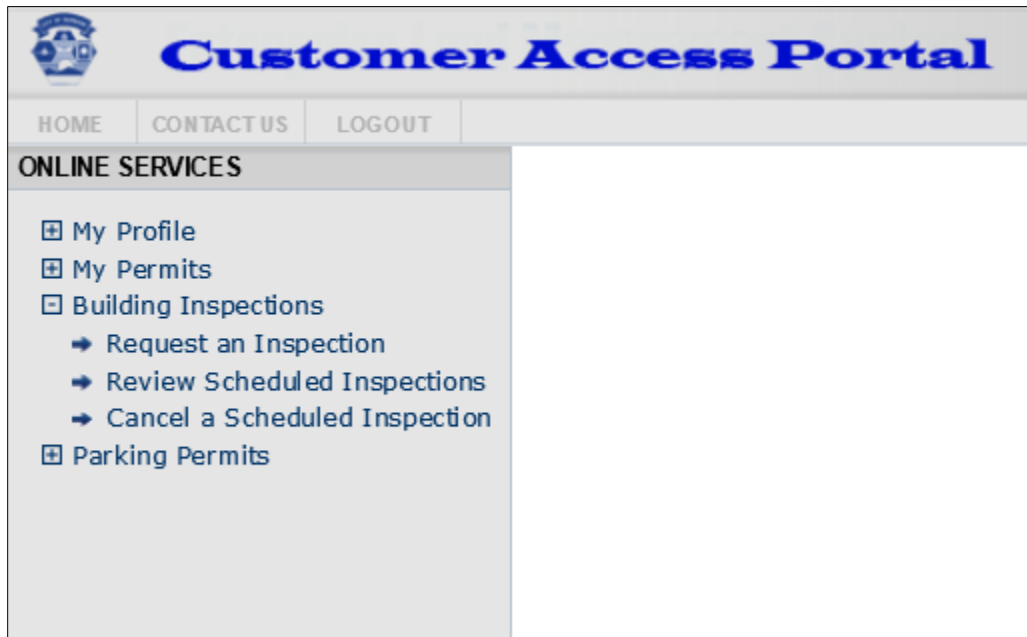 Customer Access Portal
HOME CONTACT US LOGOUT
ONLINE SERVICES
My Profile
My Permits
Building Inspections
Request an Inspection
Review Scheduled Inspections
Cancel a Scheduled Inspection
Parking Permits